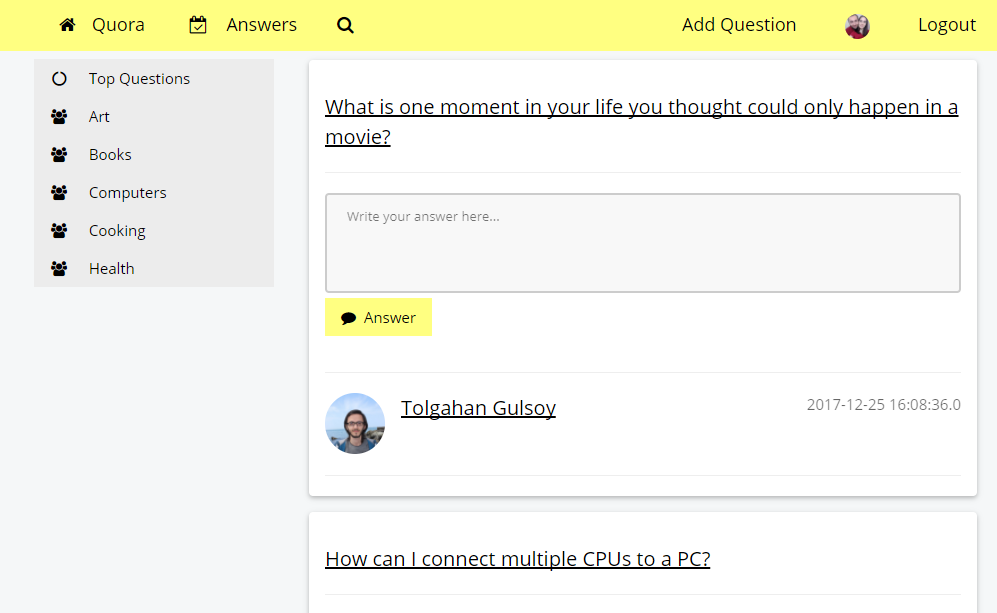 Quora Answers Add Question Logout
Top Questions
Art
Books
Computers
Cooking
Health
What is one moment in your life you thought could only happen in a
movie?
Write your answer here...
Answer
Tolgahan Gulsoy 2017-12-25 16:08:36.0
How can I connect multiple CPUs to a PC?